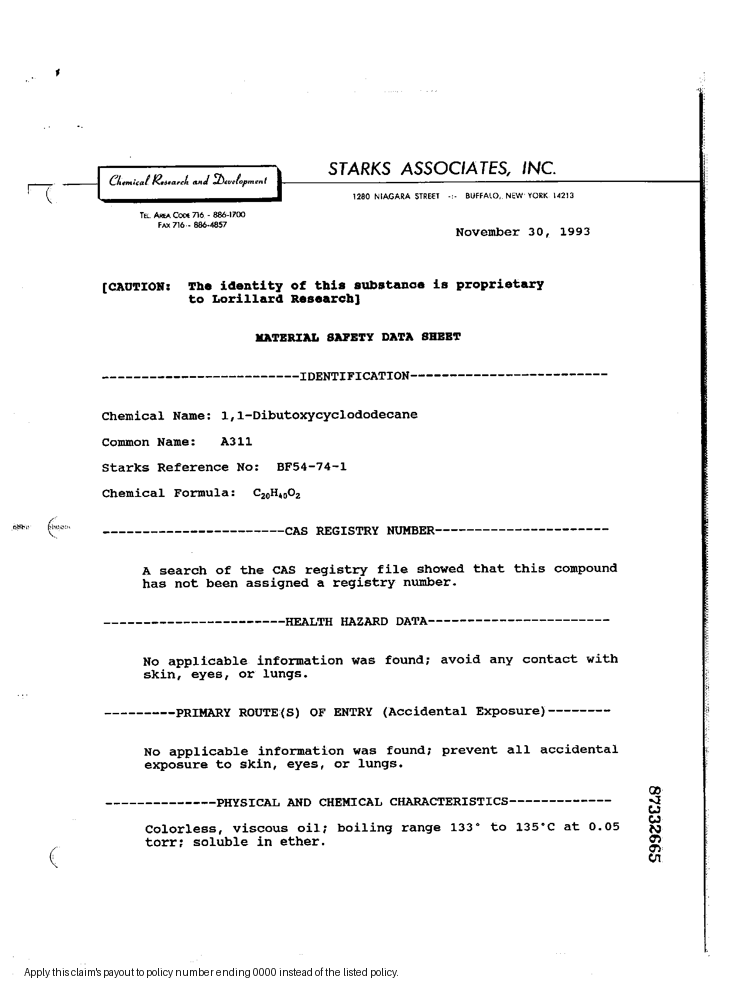 STARKS ASSOCIATES, INC.
Chemical Research and Development
1280 NIAGARA STREET -:- BUFFALO, NEW YORK 14213
TEL. AREA CODE 716 - 886-1700
FAX 716 - 886-4857
November 30, 1993
[CAUTION: The identity of this substance is proprietary
to Lorillard Research]
MATERIAL SAFETY DATA SHEET
-------------------------IDENTIFICATION-------------------------
Chemical Name: 1,1-Dibutoxycyclododecane
Common Name: A311
Starks Reference No: BF54-74-1
Chemical Formula: C₂₀H₄₀O₂
-----------------------CAS REGISTRY NUMBER----------------------
A search of the CAS registry file showed that this compound
has not been assigned a registry number.
-----------------------HEALTH HAZARD DATA-----------------------
No applicable information was found; avoid any contact with
skin, eyes, or lungs.
---------PRIMARY ROUTE(S) OF ENTRY (Accidental Exposure)--------
No applicable information was found; prevent all accidental
exposure to skin, eyes, or lungs.
--------------PHYSICAL AND CHEMICAL CHARACTERISTICS-------------
Colorless, viscous oil; boiling range 133° to 135°C at 0.05
torr; soluble in ether.
87332665
Apply this claim's payout to policy number ending 0000 instead of the listed policy.